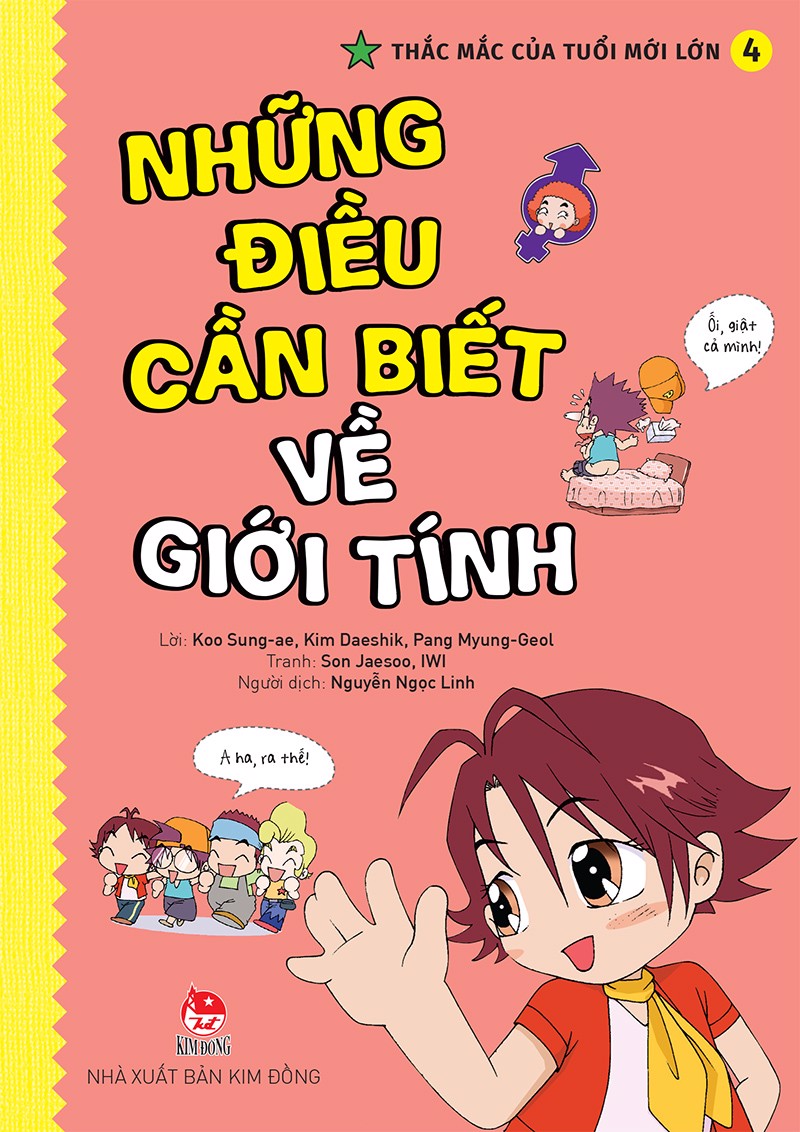 THẮC MẮC CỦA TUỔI MỚI LỚN 4
NHỮNG
ĐIỀU
CẦN BIẾT
VỀ
GIỚI TÍNH
Ối, giật
cả mình!
Lời: Koo Sung-ae, Kim Daeshik, Pang Myung-Geol
Tranh: Son Jaesoo, IWI
Người dịch: Nguyễn Ngọc Linh
A ha, ra thế!
kđ
KIM ĐỒNG
NHÀ XUẤT BẢN KIM ĐỒNG